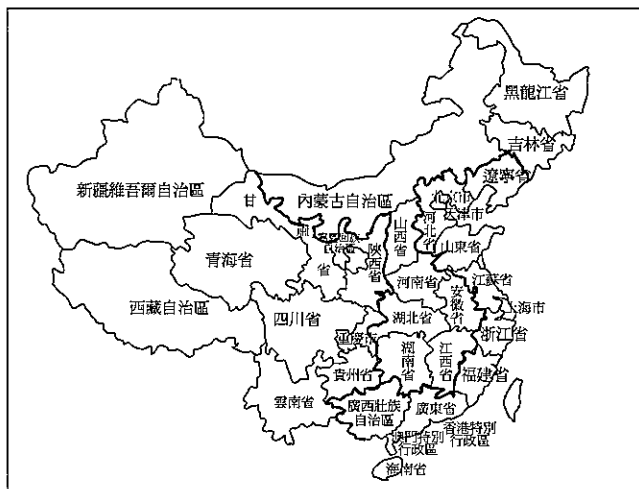 黑龍江省
吉林省
遼寧省
新疆維吾爾自治區
內蒙古自治區
北京市
天津市
甘
肅
省
山西省
河北省
寧夏回族
自治區
陝西省
山東省
青海省
河南省
江蘇省
安徽省
西藏自治區
四川省
湖北省
上海市
重慶市
浙江省
湖南省
江西省
貴州省
福建省
雲南省
廣西壯族
自治區
廣東省
香港特別
行政區
澳門特別
行政區
海南省